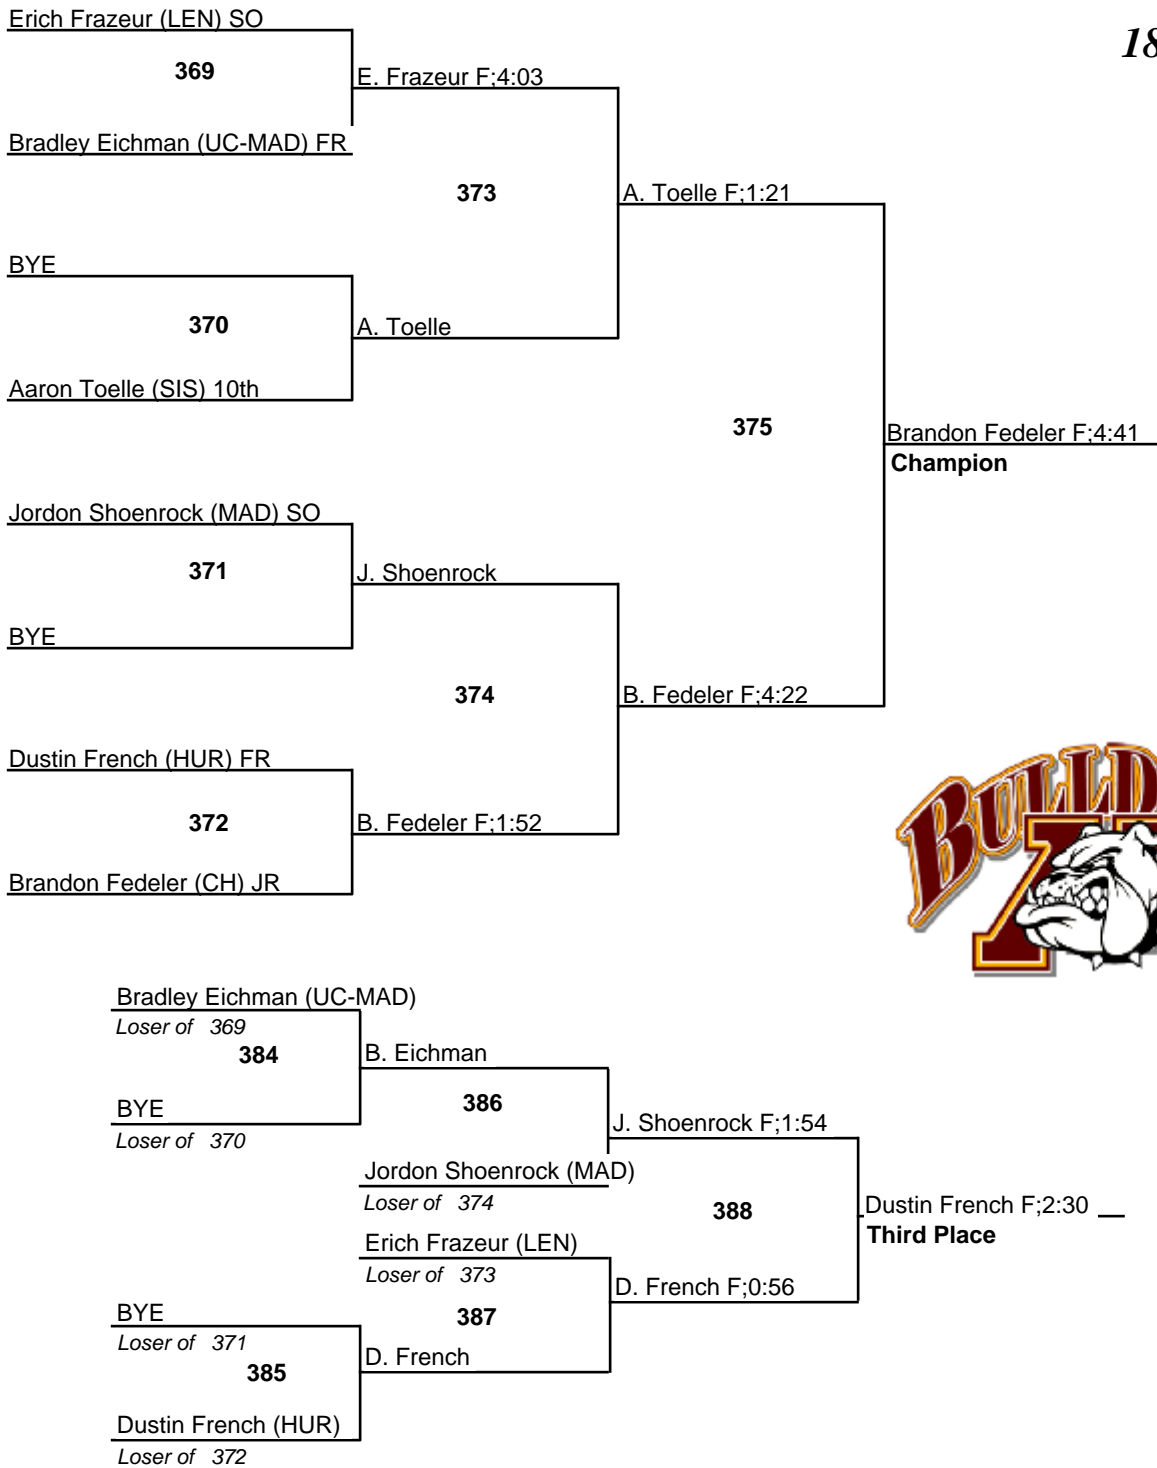 Erich Frazeur (LEN) SO
18
369
E. Frazeur F;4:03
Bradley Eichman (UC-MAD) FR
373
A. Toelle F;1:21
BYE
370
A. Toelle
Aaron Toelle (SIS) 10th
375
Brandon Fedeler F;4:41
Champion
Jordon Shoenrock (MAD) SO
371
J. Shoenrock
BYE
374
B. Fedeler F;4:22
Dustin French (HUR) FR
372
B. Fedeler F;1:52
Brandon Fedeler (CH) JR
Bradley Eichman (UC-MAD)
Loser of 369
384
B. Eichman
BYE
386
Loser of 370
J. Shoenrock F;1:54
Jordon Shoenrock (MAD)
Loser of 374
388
Dustin French F;2:30
Third Place
Erich Frazeur (LEN)
Loser of 373
D. French F;0:56
BYE
387
Loser of 371
385
D. French
Dustin French (HUR)
Loser of 372